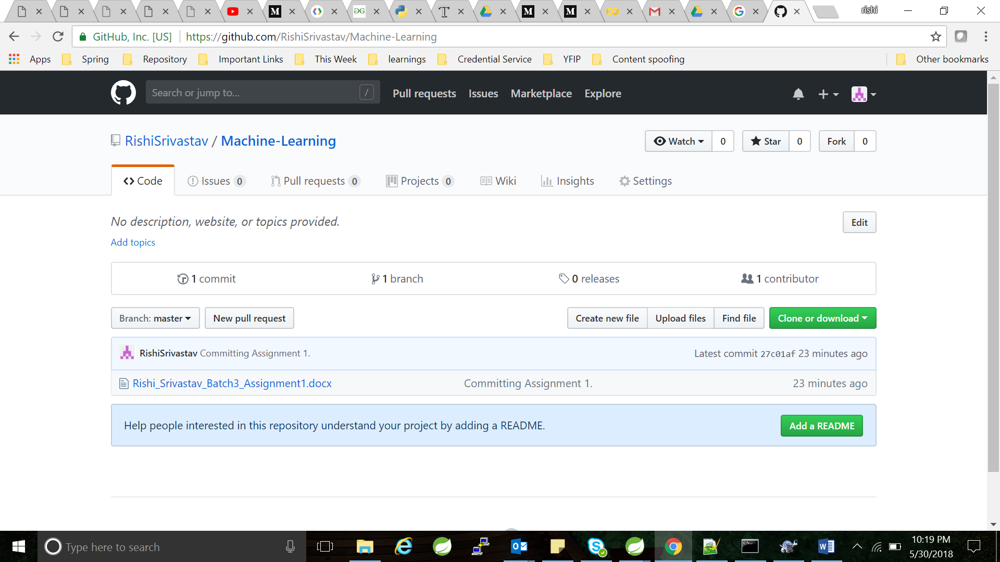 rishi
GitHub, Inc. [US] https://github.com/RishiSrivastav/Machine-Learning
Apps Spring Repository Important Links This Week learnings Credential Service YFIP Content spoofing Other bookmarks
Search or jump to... / Pull requests Issues Marketplace Explore
RishiSrivastav / Machine-Learning Watch 0 Star 0 Fork 0
Code Issues 0 Pull requests 0 Projects 0 Wiki Insights Settings
No description, website, or topics provided. Edit
Add topics
1 commit 1 branch 0 releases 1 contributor
Branch: master New pull request Create new file Upload files Find file Clone or download
RishiSrivastav Committing Assignment 1. Latest commit 27c01af 23 minutes ago
Rishi_Srivastav_Batch3_Assignment1.docx Committing Assignment 1. 23 minutes ago
Help people interested in this repository understand your project by adding a README. Add a README
Type here to search
10:19 PM
5/30/2018